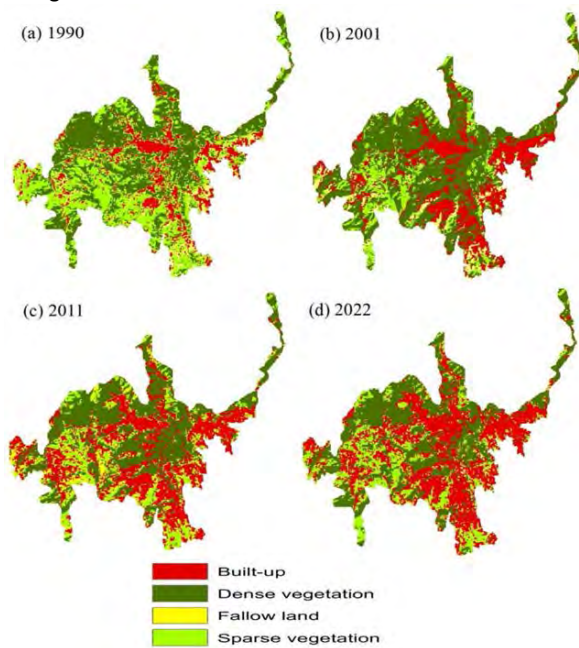 (a) 1990
(b) 2001
(c) 2011
(d) 2022
Built-up
Dense vegetation
Fallow land
Sparse vegetation